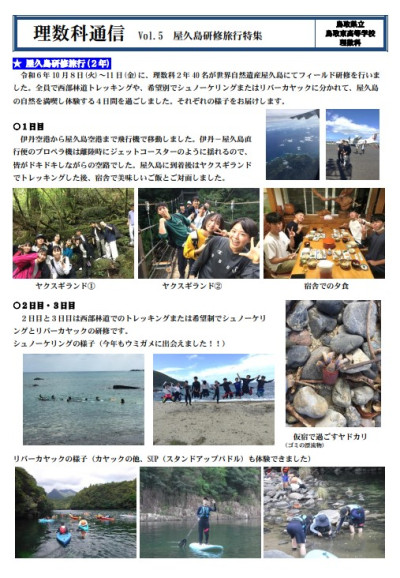 理数科通信 Vol.5 屋久島研修旅行特集
鳥取県立
鳥取東高等学校
理数科
★ 屋久島研修旅行(2年)
令和6年10月8日(火)～11日(金)に、理数科2年40名が世界自然遺産屋久島にてフィールド研修を行いま
した。全員で西部林道トレッキングや、希望別でシュノーケリングまたはリバーカヤックに分かれて、屋久島
の自然を満喫し体験する4日間を過ごしました。それぞれの様子をお届けします。
○1日目
伊丹空港から屋久島空港まで飛行機で移動しました。伊丹－屋久島直
行便のプロペラ機は離陸時にジェットコースターのように揺れるので、
皆がドキドキしながらの空路でした。屋久島に到着後はヤクスギランド
でトレッキングした後、宿舎で美味しいご飯とご対面しました。
ヤクスギランド①
ヤクスギランド②
宿舎での夕食
○2日目・3日目
2日目と3日目は西部林道でのトレッキングまたは希望制でシュノーケリ
ングとリバーカヤックの研修です。
シュノーケリングの様子（今年もウミガメに出会えました！！）
仮宿で過ごすヤドカリ
(ゴミの漂流物)
リバーカヤックの様子（カヤックの他、SUP（スタンドアップパドル）も体験できました）